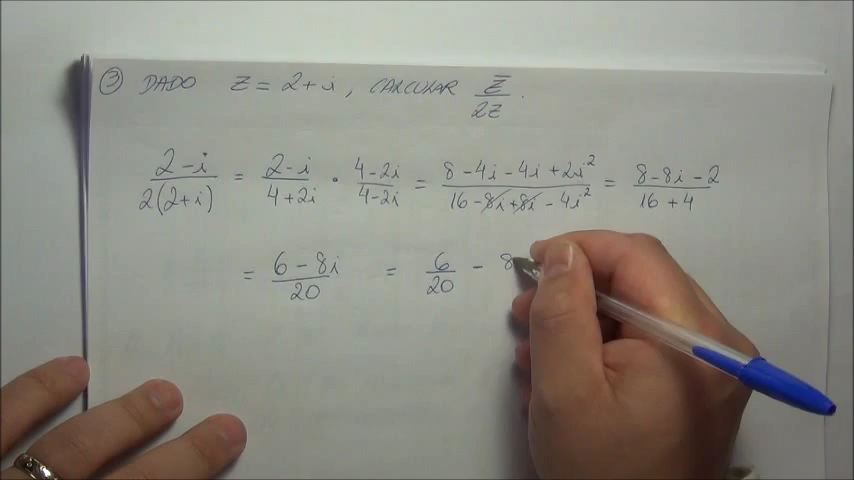 ③ DADO z = 2+i, CALCULAR z̅/2z.
2-i/2(2+i) = 2-i/4+2i · 4-2i/4-2i = 8-4i-4i+2i²/16-8i+8i-4i² = 8-8i-2/16+4
= 6-8i/20 = 6/20 - 8